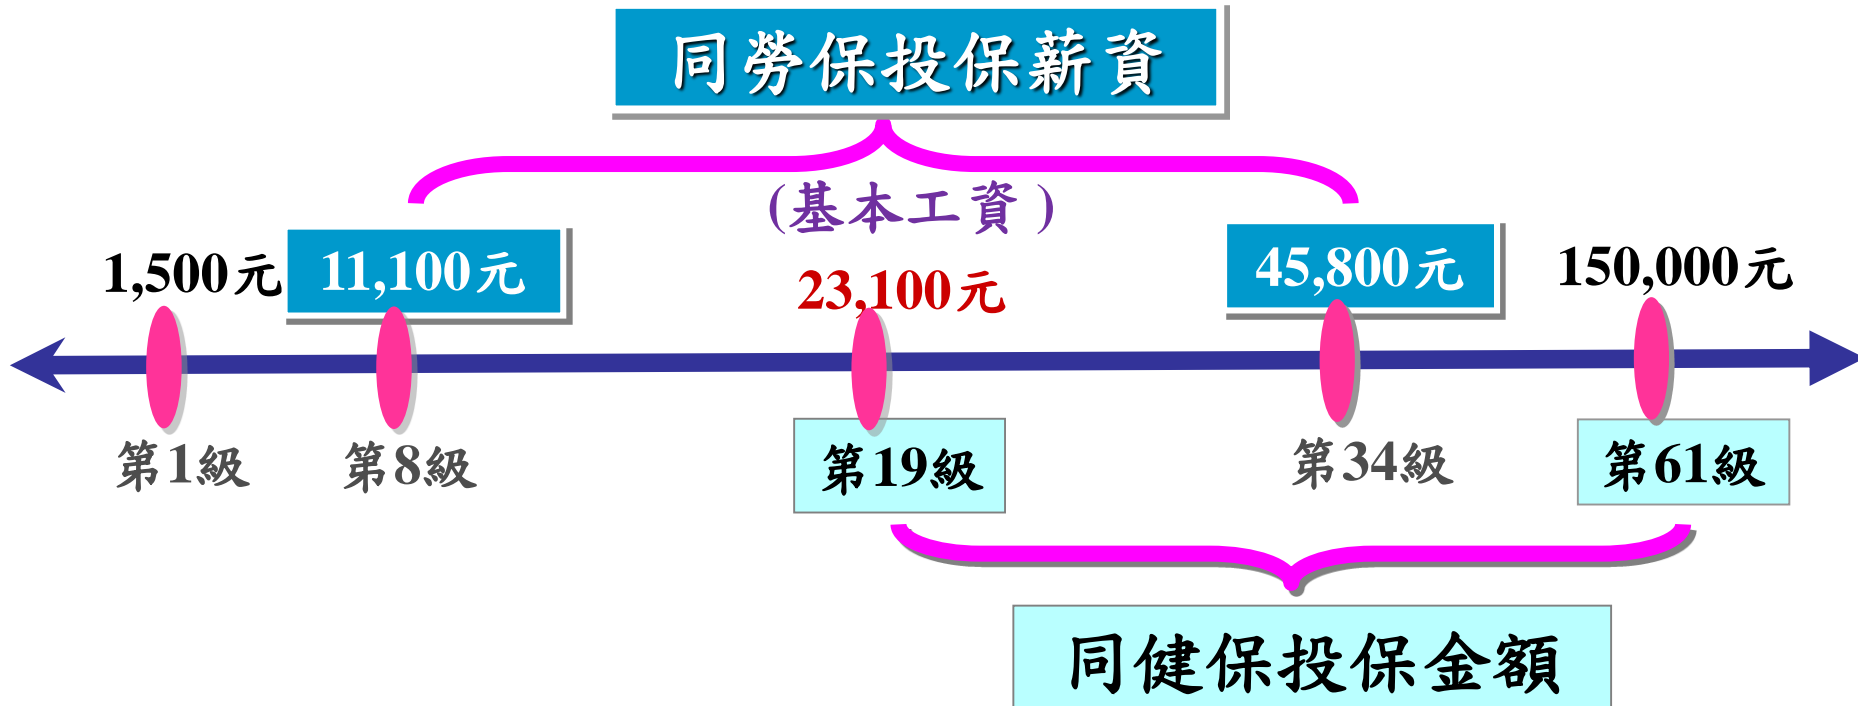 同勞保投保薪資
(基本工資)
1,500元
11,100元
23,100元
45,800元
150,000元
第1級
第8級
第19級
第34級
第61級
同健保投保金額